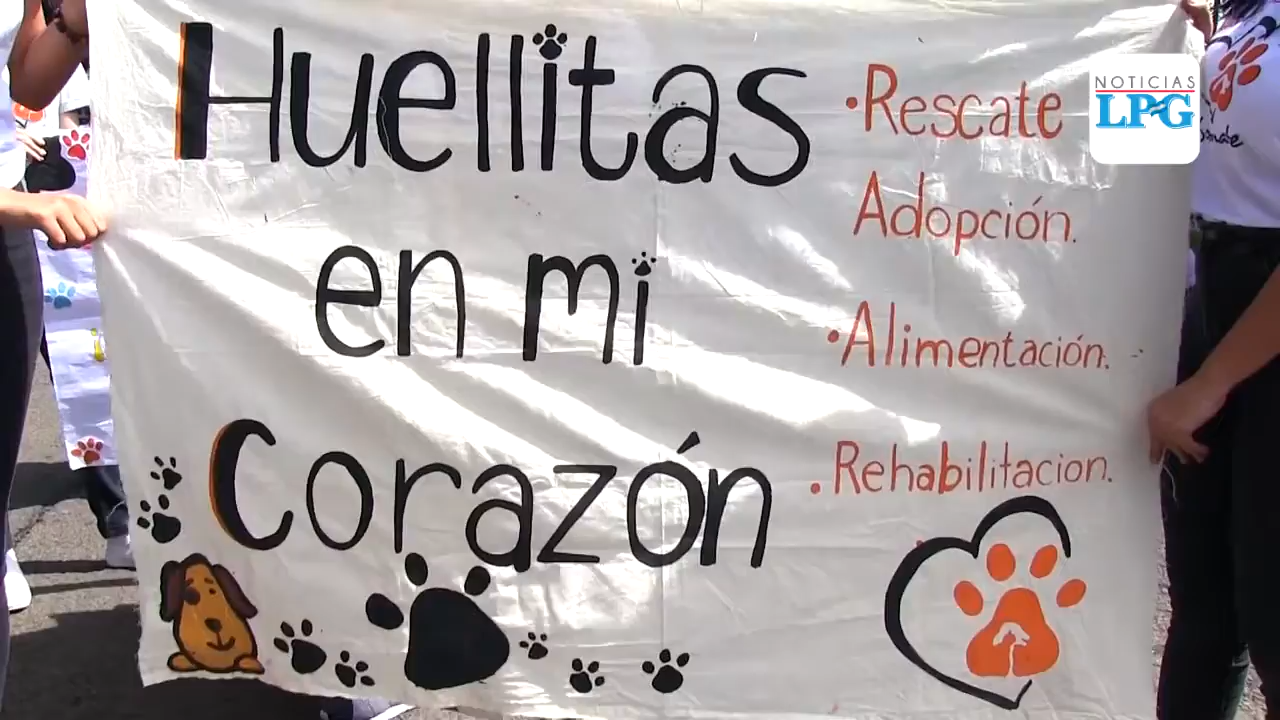 Huellitas
en mi
Corazón
•Rescate
Adopción.
•Alimentación.
.Rehabilitacion.
NOTICIAS
LPG